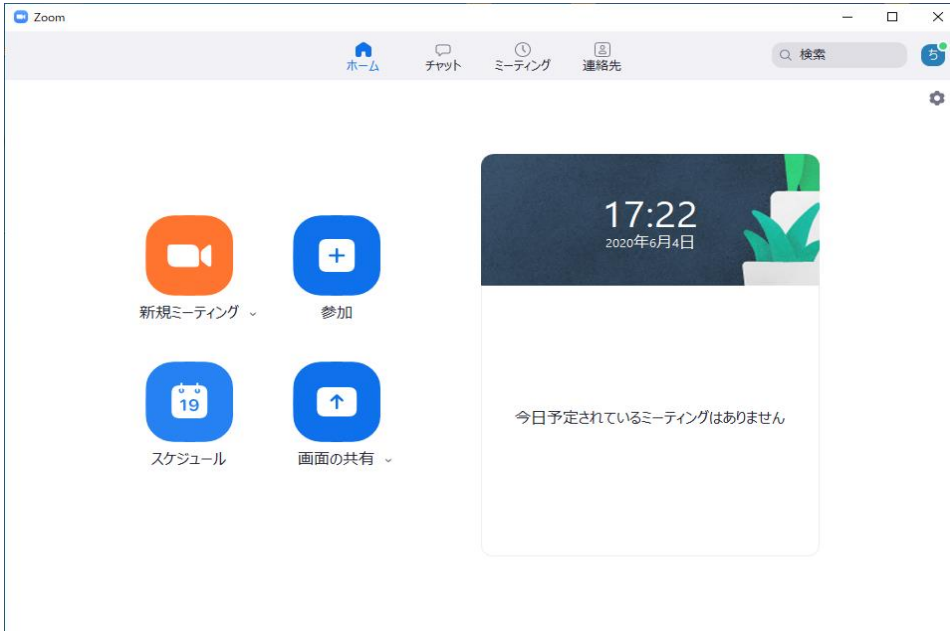 Zoom
ホーム
チャット
ミーティング
連絡先
検索
ち
17:22
2020年6月4日
新規ミーティング
参加
19
スケジュール
画面の共有
今日予定されているミーティングはありません